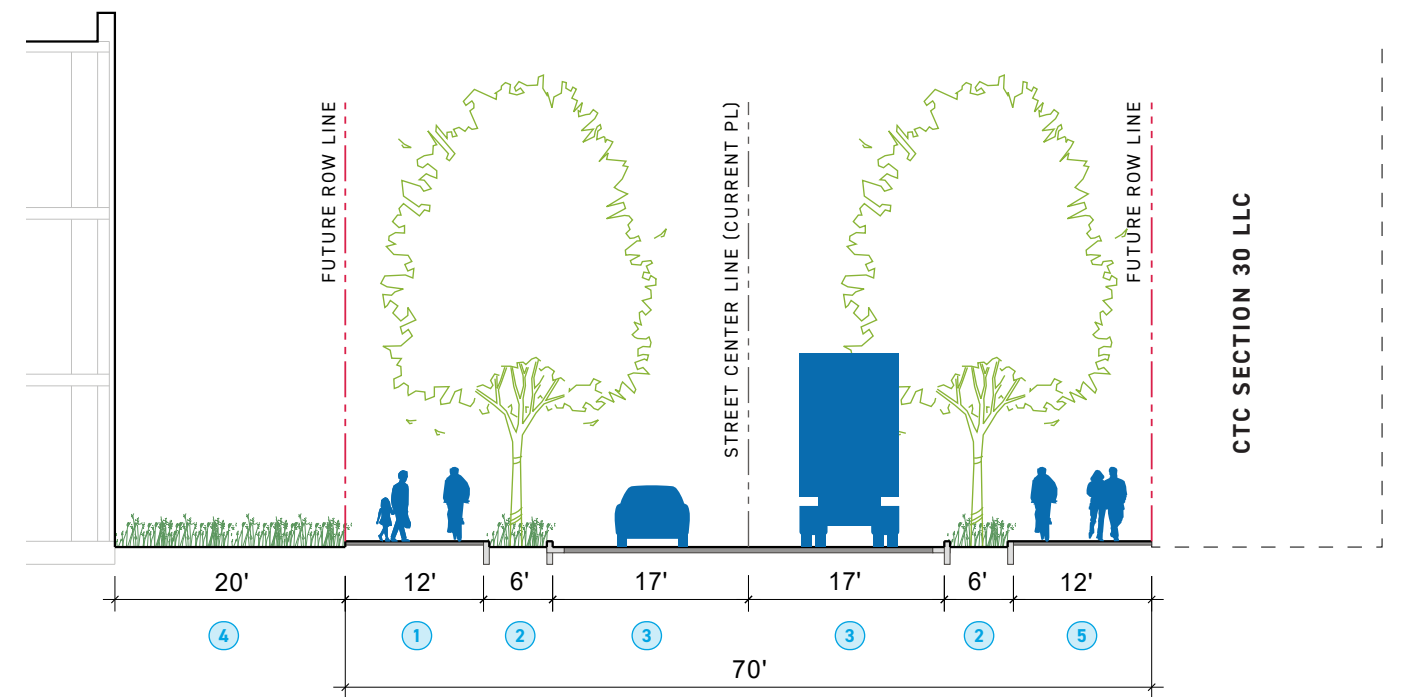 FUTURE ROW LINE
STREET CENTER LINE (CURRENT PL)
FUTURE ROW LINE
CTC SECTION 30 LLC
20' 12' 6' 17' 17' 6' 12'
4 1 2 3 3 2 5
70'